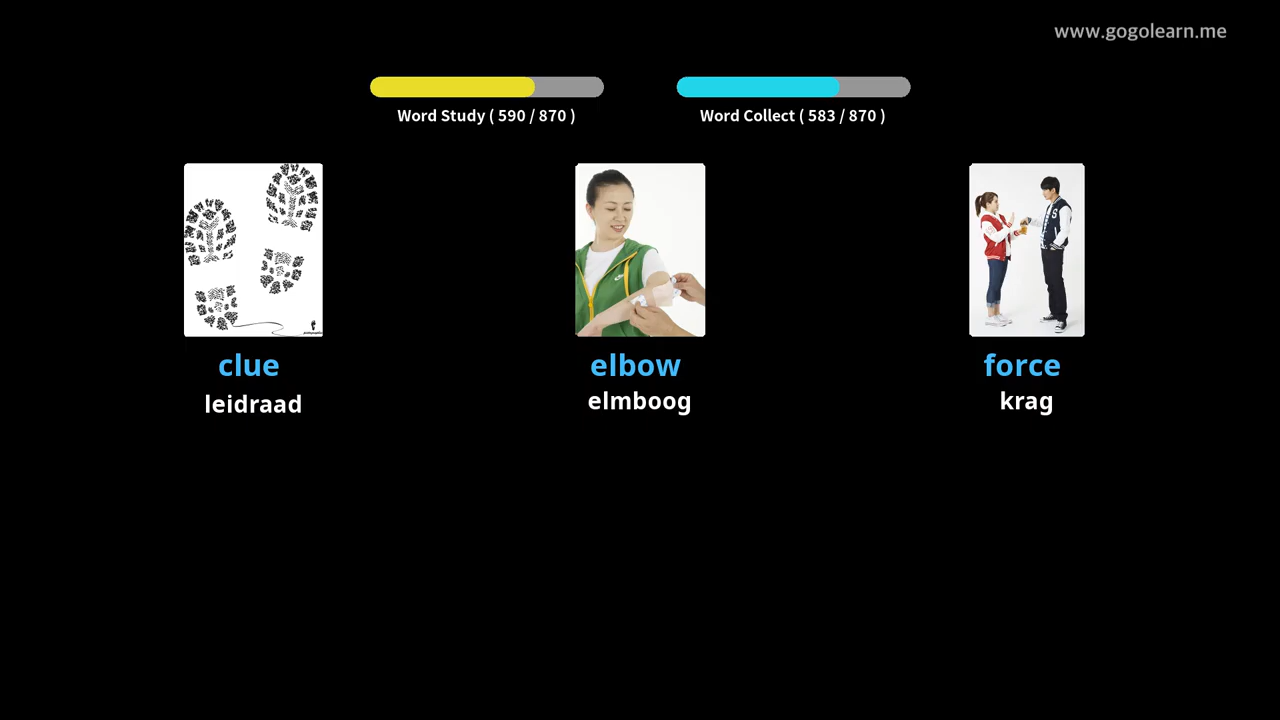 www.gogolearn.me
Word Study ( 590 / 870 )
Word Collect ( 583 / 870 )
clue
leidraad
elbow
elmboog
force
krag